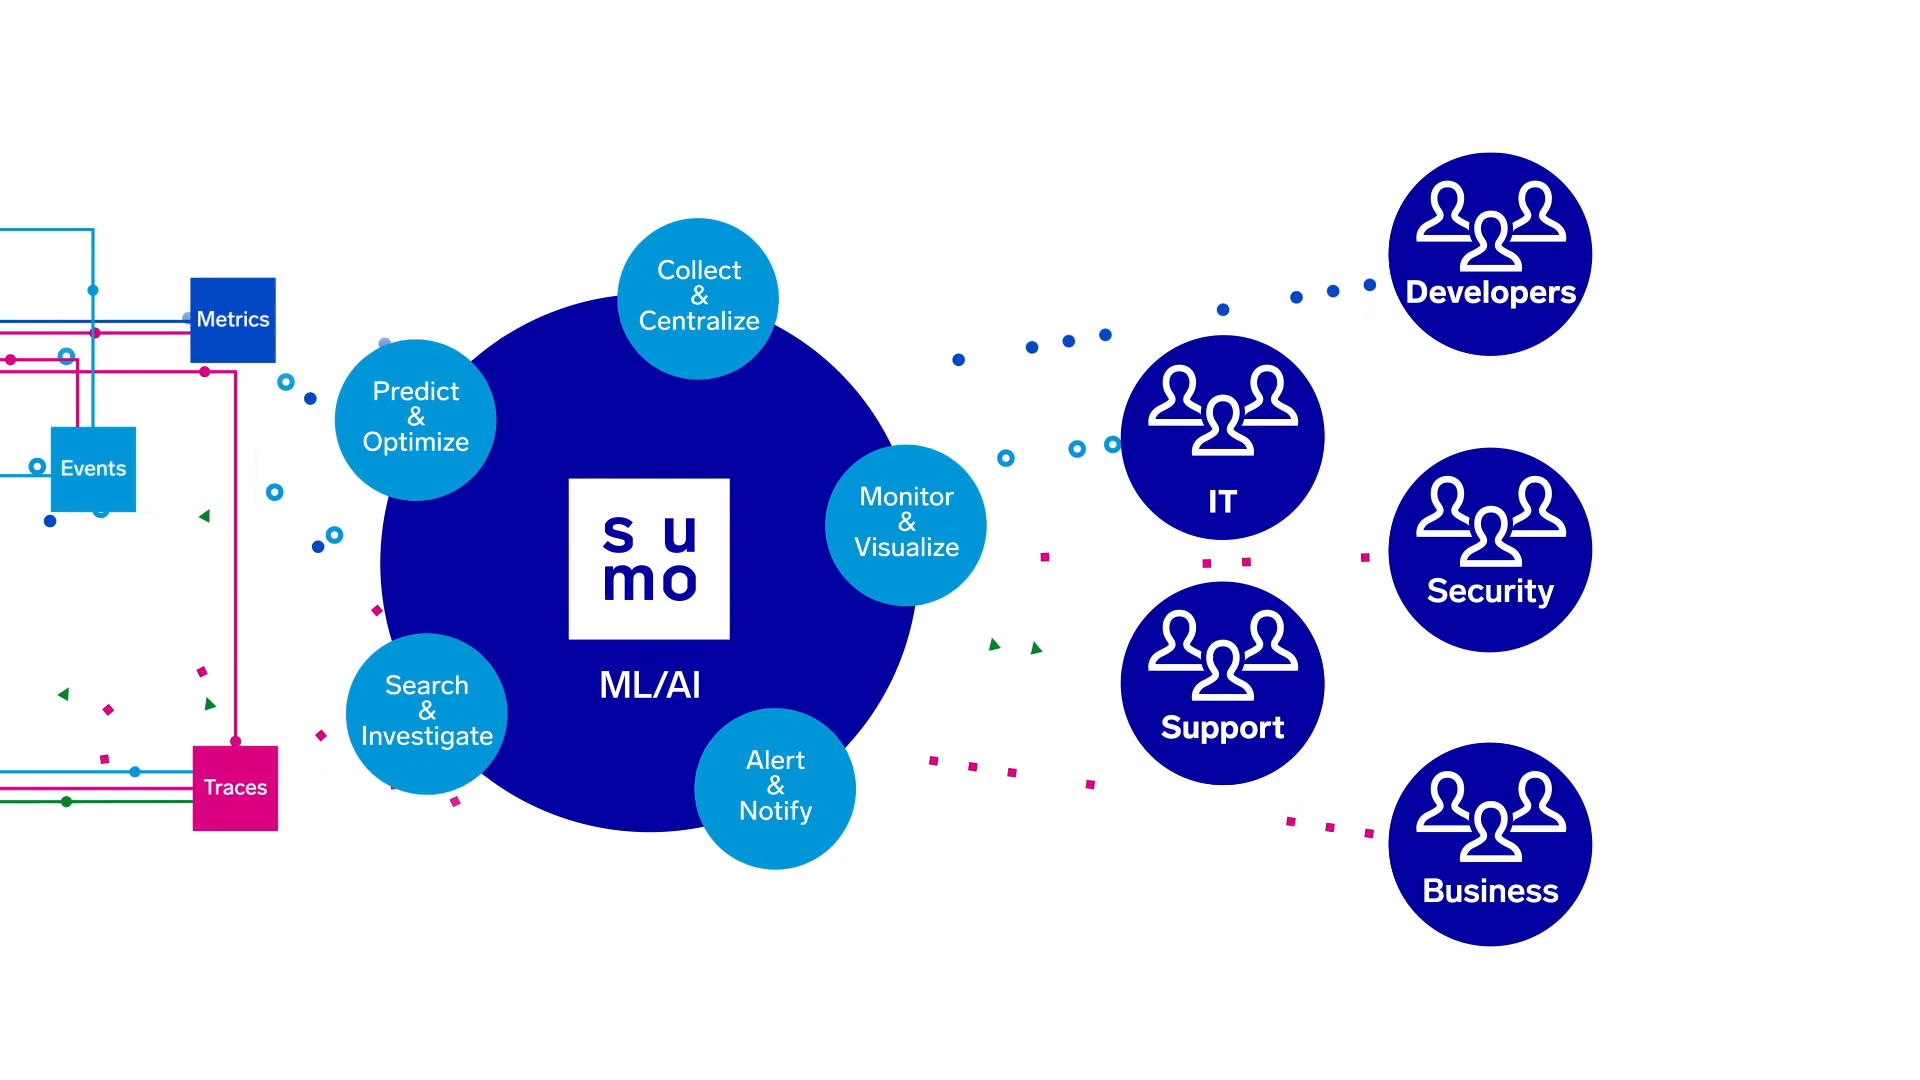 Metrics
Events
Traces
Collect
&
Centralize
Predict
&
Optimize
Monitor
&
Visualize
Search
&
Investigate
Alert
&
Notify
s u
mo
ML/AI
Developers
IT
Security
Support
Business